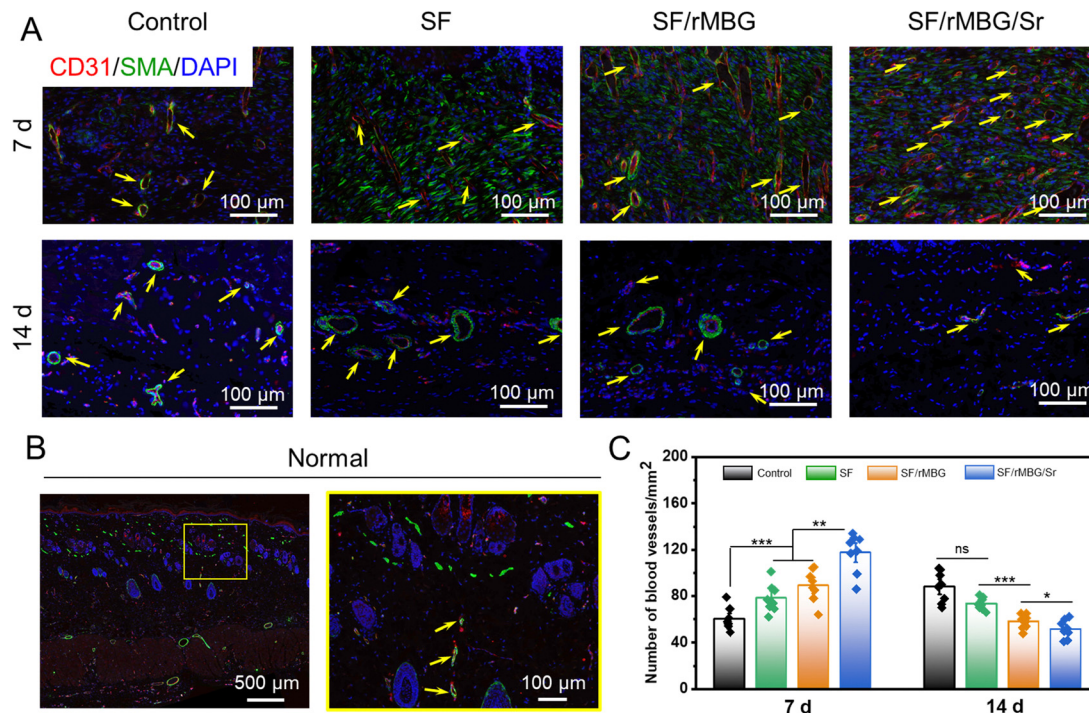 Control SF SF/rMBG SF/rMBG/Sr
A
CD31/SMA/DAPI
7 d
100 µm 100 µm 100 µm 100 µm
14 d
100 µm 100 µm 100 µm 100 µm
B
Normal
500 µm 100 µm
C
Number of blood vessels/mm²
200
160
120
80
40
0
Control SF SF/rMBG SF/rMBG/Sr
*** ** ns *** *
7 d 14 d